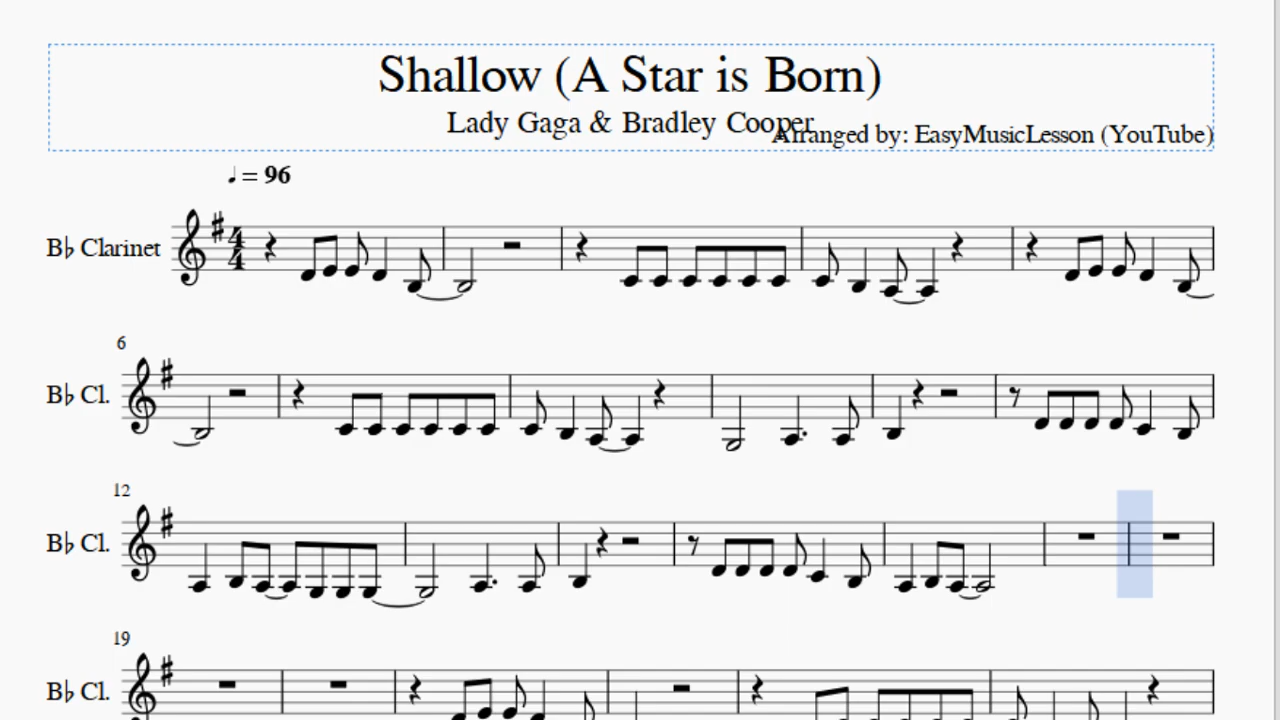 Shallow (A Star is Born)
Lady Gaga & Bradley Cooper
Arranged by: EasyMusicLesson (YouTube)
♩ = 96
B♭ Clarinet
4
4
6
B♭ Cl.
12
B♭ Cl.
19
B♭ Cl.